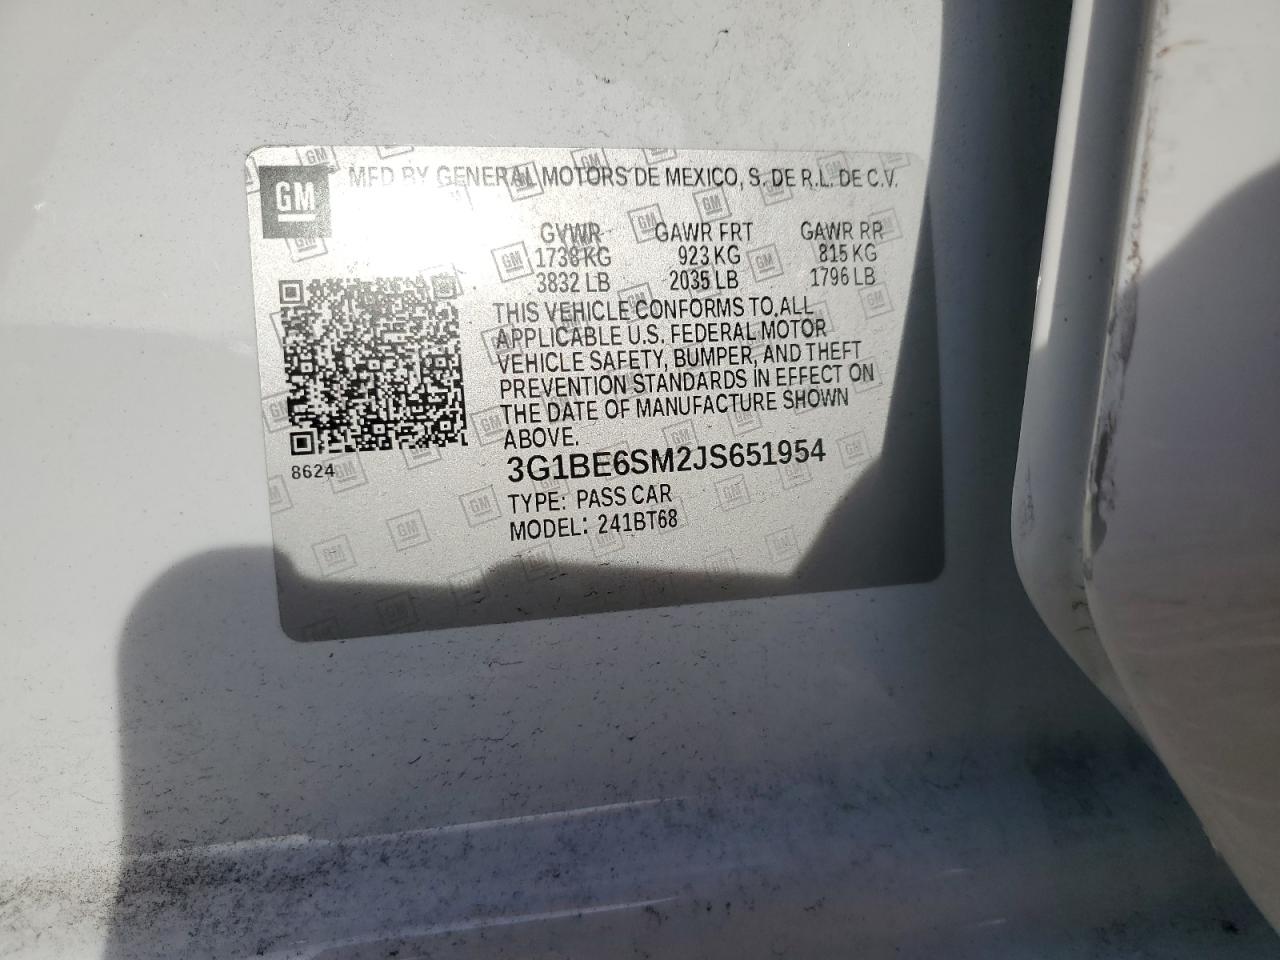 GM
MFD BY GENERAL MOTORS DE MEXICO, S. DE R.L. DE C.V.
GVWR GAWR FRT GAWR RR
1738 KG 923 KG 815 KG
3832 LB 2035 LB 1796 LB
THIS VEHICLE CONFORMS TO ALL
APPLICABLE U.S. FEDERAL MOTOR
VEHICLE SAFETY, BUMPER, AND THEFT
PREVENTION STANDARDS IN EFFECT ON
THE DATE OF MANUFACTURE SHOWN
ABOVE.
8624
3G1BE6SM2JS651954
TYPE: PASS CAR
MODEL: 241BT68